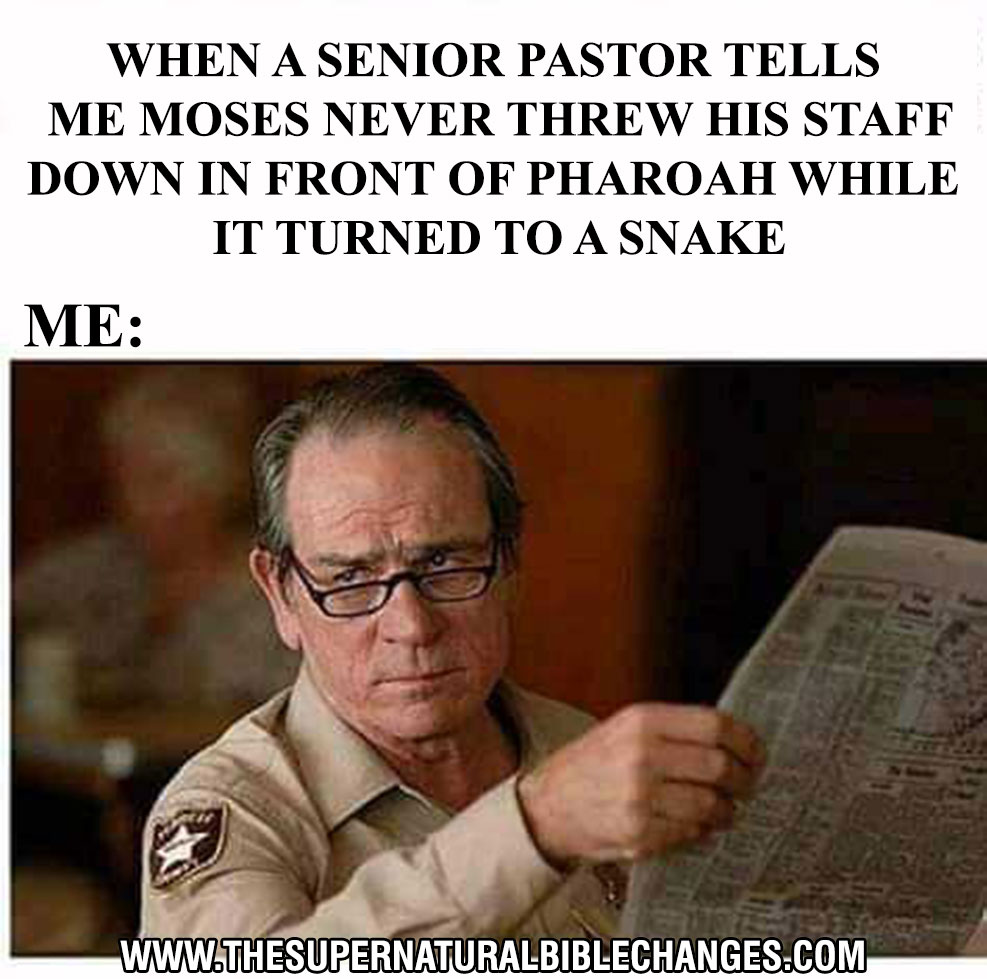 WHEN A SENIOR PASTOR TELLS
ME MOSES NEVER THREW HIS STAFF
DOWN IN FRONT OF PHAROAH WHILE
IT TURNED TO A SNAKE
ME:
WWW.THESUPERNATURALBIBLECHANGES.COM